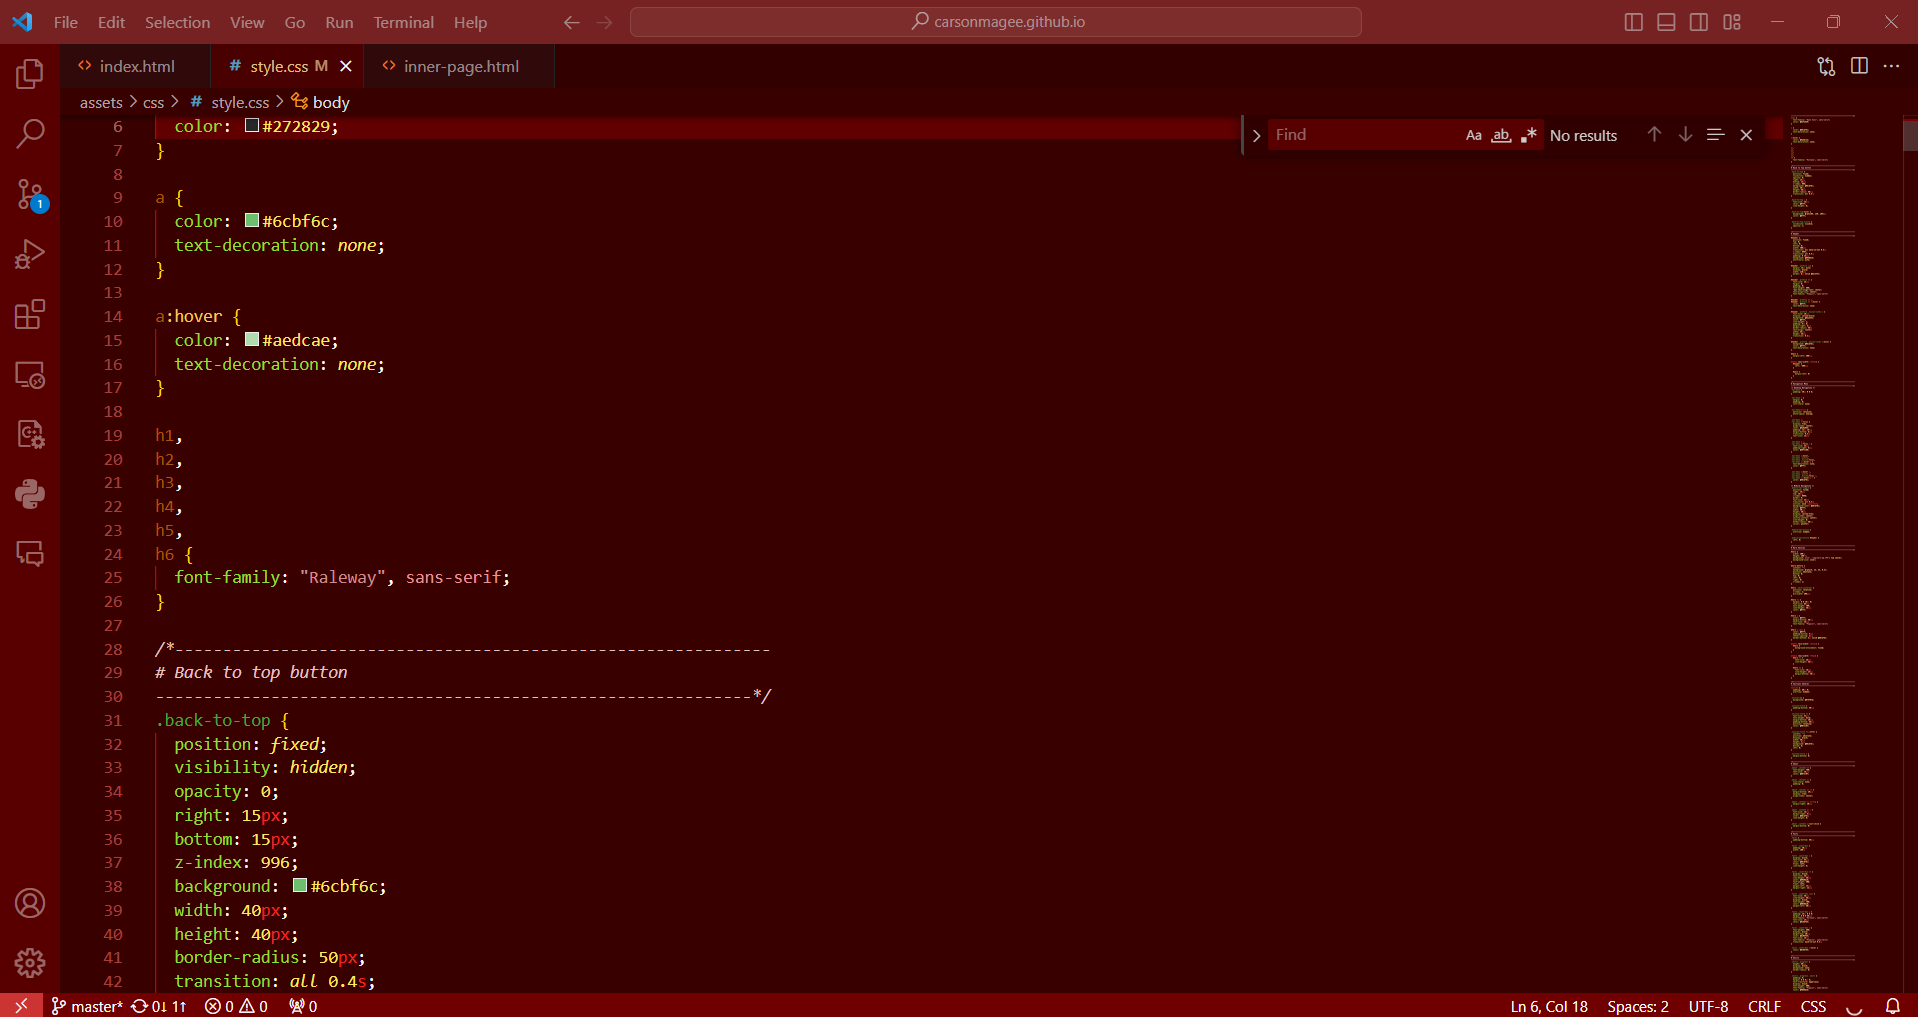 File Edit Selection View Go Run Terminal Help
carsonmagee.github.io
index.html
style.css M
inner-page.html
assets > css > # style.css > body
Find
Aa ab .*
No results
6 color: #272829;
7 }
8
9 a {
10 color: #6cbf6c;
11 text-decoration: none;
12 }
13
14 a:hover {
15 color: #aedcae;
16 text-decoration: none;
17 }
18
19 h1,
20 h2,
21 h3,
22 h4,
23 h5,
24 h6 {
25 font-family: "Raleway", sans-serif;
26 }
27
28 /*--------------------------------------------------------------
29 # Back to top button
30 --------------------------------------------------------------*/
31 .back-to-top {
32 position: fixed;
33 visibility: hidden;
34 opacity: 0;
35 right: 15px;
36 bottom: 15px;
37 z-index: 996;
38 background: #6cbf6c;
39 width: 40px;
40 height: 40px;
41 border-radius: 50px;
42 transition: all 0.4s;
1
master* 0↓ 1↑ 0 0 0
Ln 6, Col 18 Spaces: 2 UTF-8 CRLF CSS